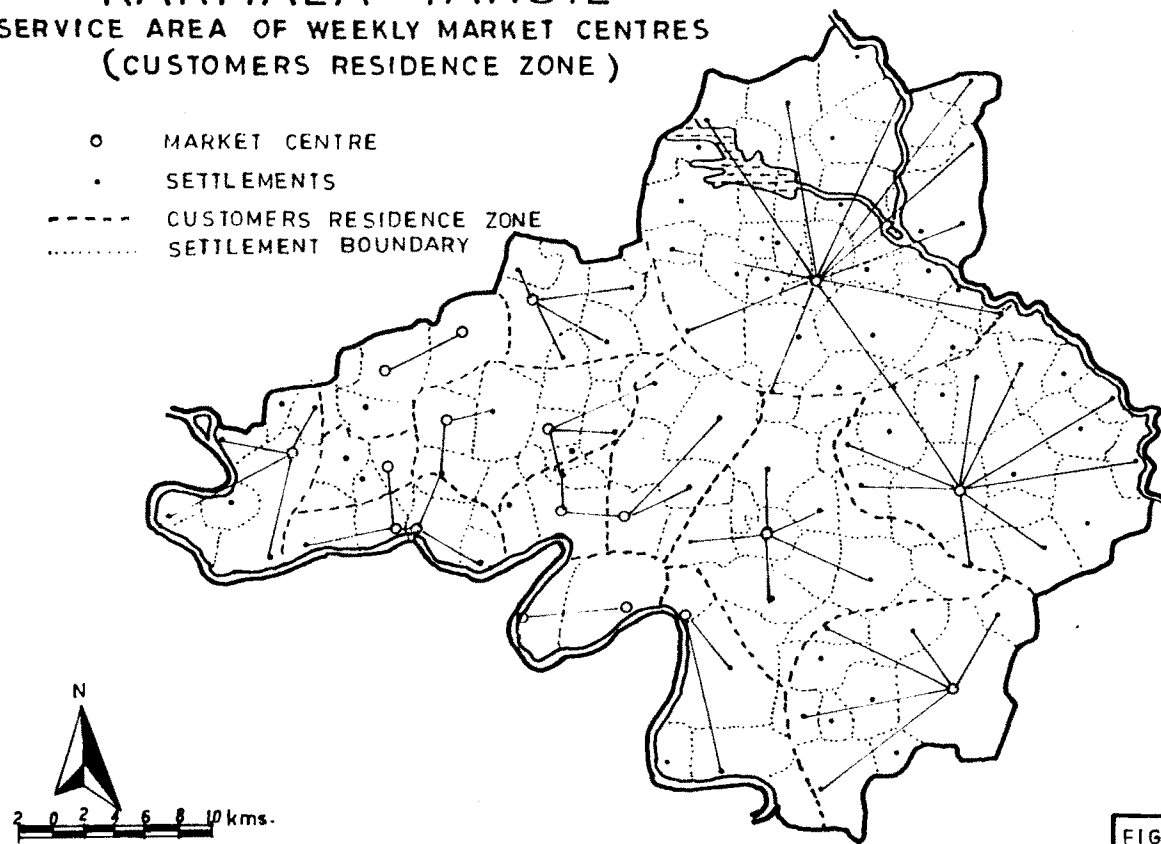 SERVICE AREA OF WEEKLY MARKET CENTRES
(CUSTOMERS RESIDENCE ZONE)
MARKET CENTRE
SETTLEMENTS
CUSTOMERS RESIDENCE ZONE
SETTLEMENT BOUNDARY
N
2 0 2 4 6 8 10 kms.
FIG